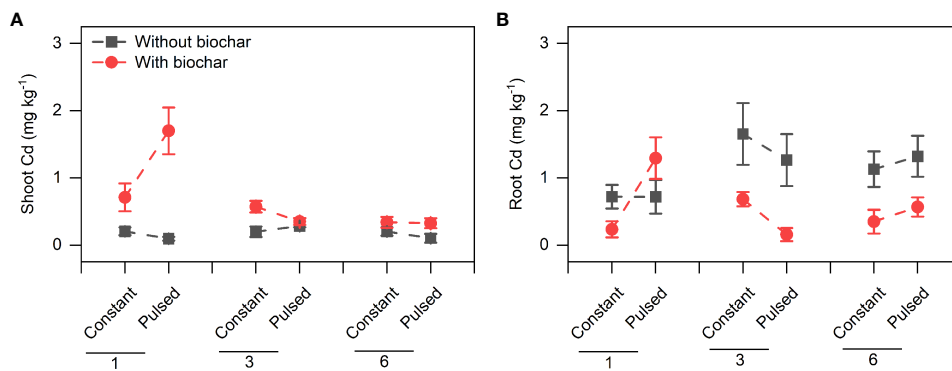 A
Shoot Cd (mg kg⁻¹)
3
2
1
0
Without biochar
With biochar
Constant
Pulsed
Constant
Pulsed
Constant
Pulsed
1
3
6
B
Root Cd (mg kg⁻¹)
3
2
1
0
Constant
Pulsed
Constant
Pulsed
Constant
Pulsed
1
3
6